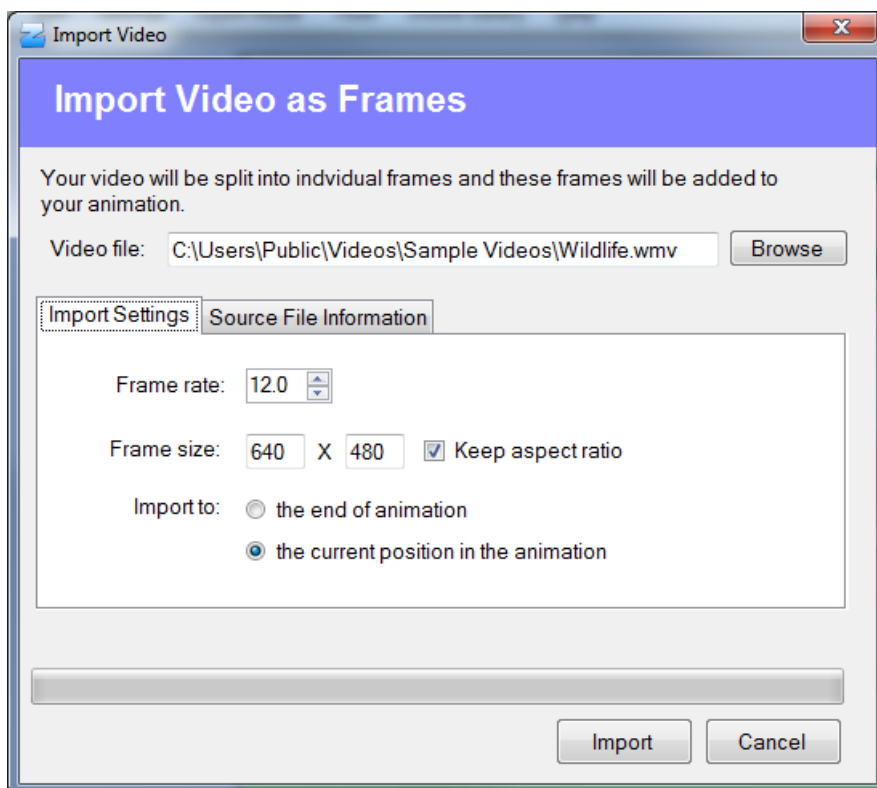 Import Video
Import Video as Frames
Your video will be split into indvidual frames and these frames will be added to
your animation.
Video file: C:\Users\Public\Videos\Sample Videos\Wildlife.wmv Browse
Import Settings Source File Information
Frame rate: 12.0
Frame size: 640 X 480 Keep aspect ratio
Import to: the end of animation
the current position in the animation
Import Cancel